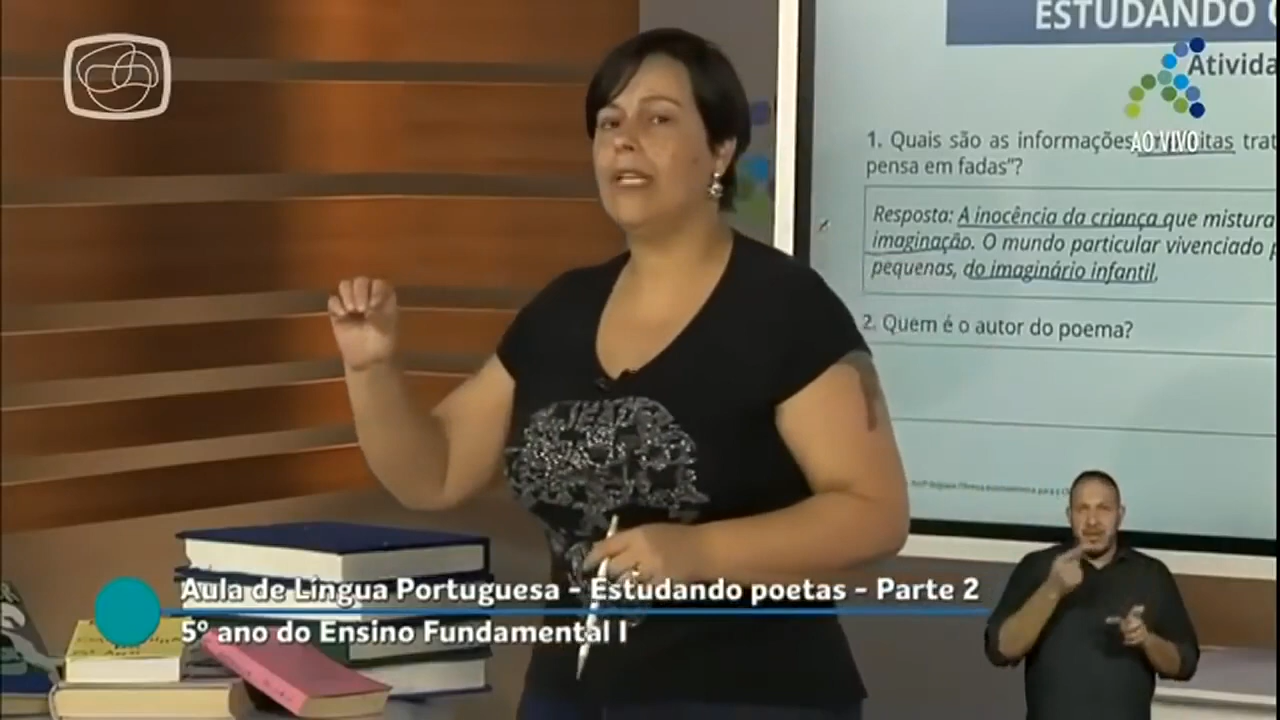 ESTUDANDO
Ativida
AO VIVO
1. Quais são as informações
pensa em fadas"?
Resposta: A inocência da criança que mistura
imaginação. O mundo particular vivenciado
pequenas, do imaginário infantil.
2. Quem é o autor do poema?
Aula de Língua Portuguesa - Estudando poetas - Parte 2
5º ano do Ensino Fundamental I